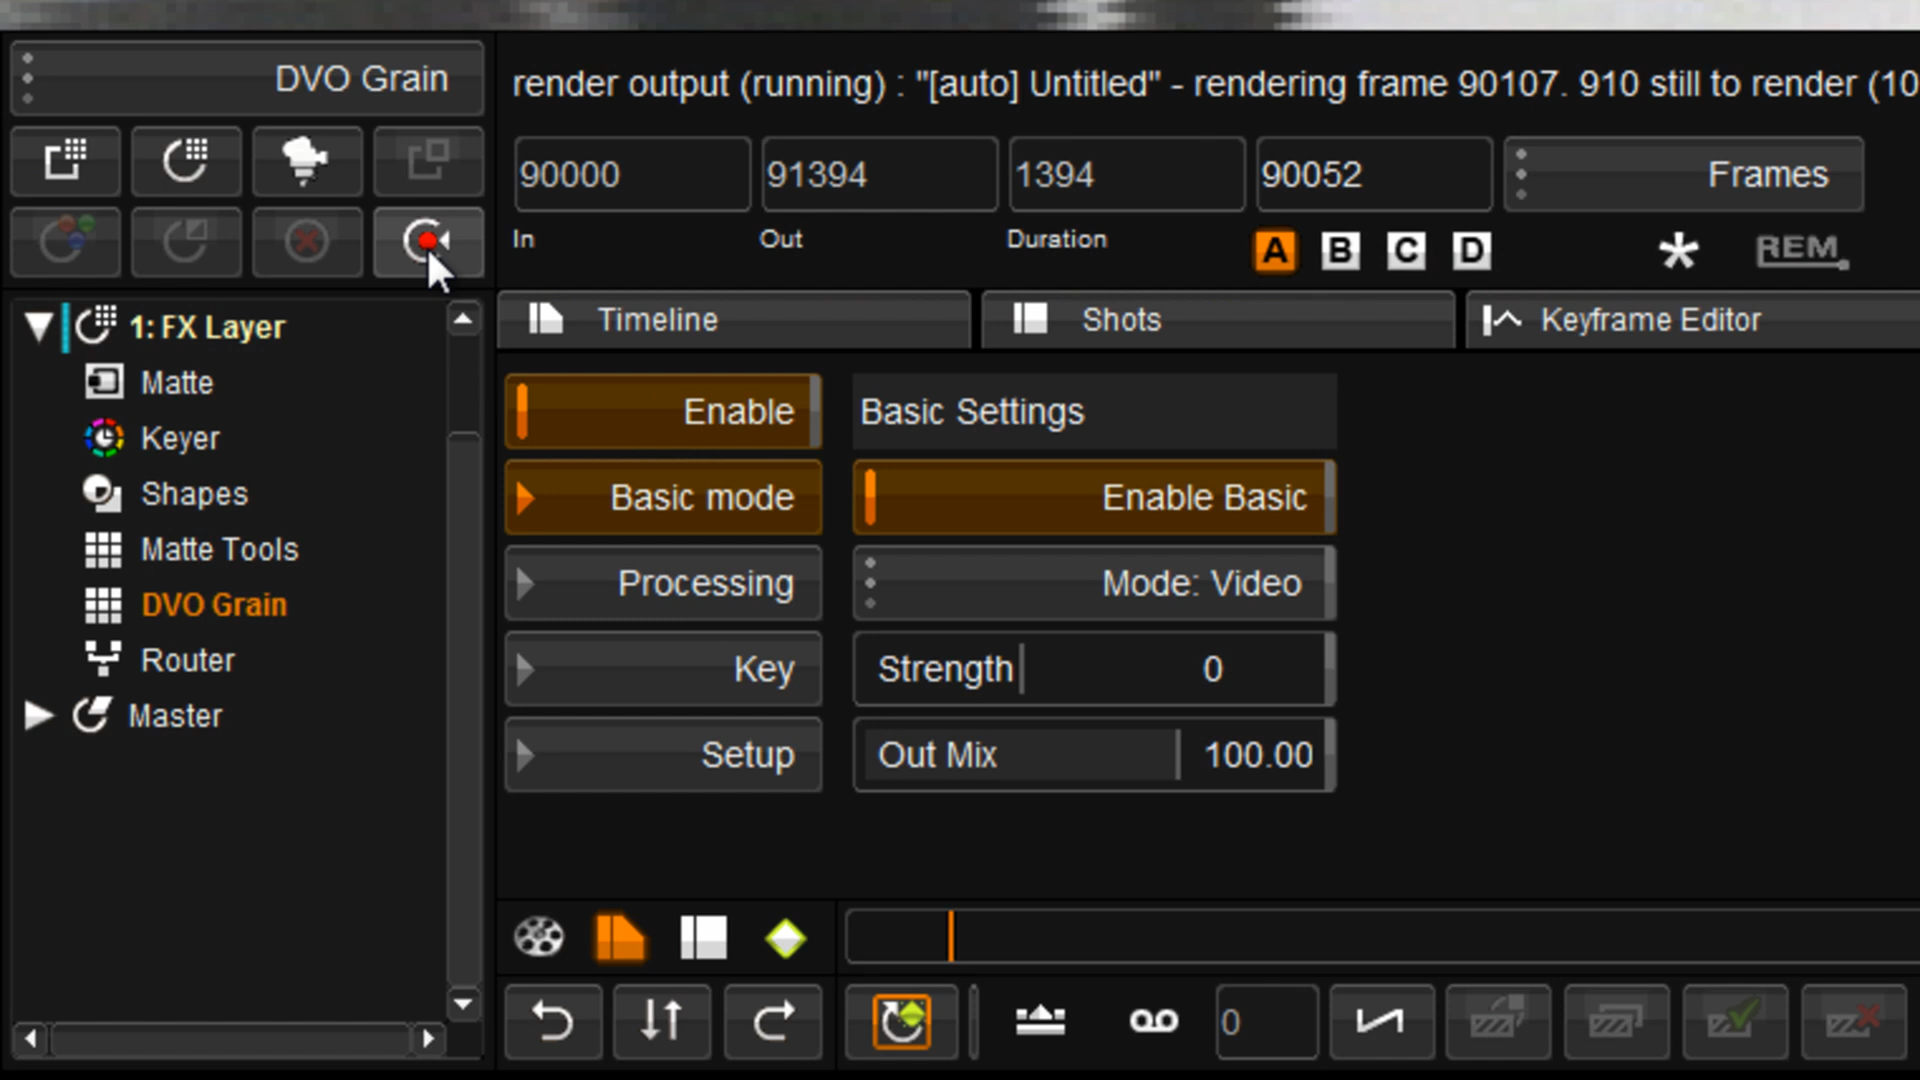 DVO Grain
render output (running) : "[auto] Untitled" - rendering frame 90107. 910 still to render (10
90000 91394 1394 90052 Frames
In Out Duration A B C D REM
1: FX Layer
Matte
Keyer
Shapes
Matte Tools
DVO Grain
Router
Master
Timeline Shots Keyframe Editor
Enable Basic Settings
Basic mode Enable Basic
Processing Mode: Video
Key Strength 0
Setup Out Mix 100.00
0